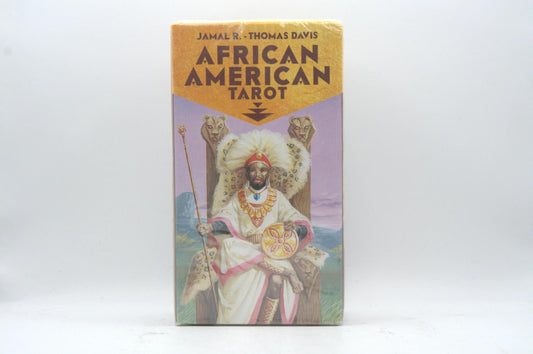 JAMAL R. - THOMAS DAVIS
AFRICAN
AMERICAN
TAROT